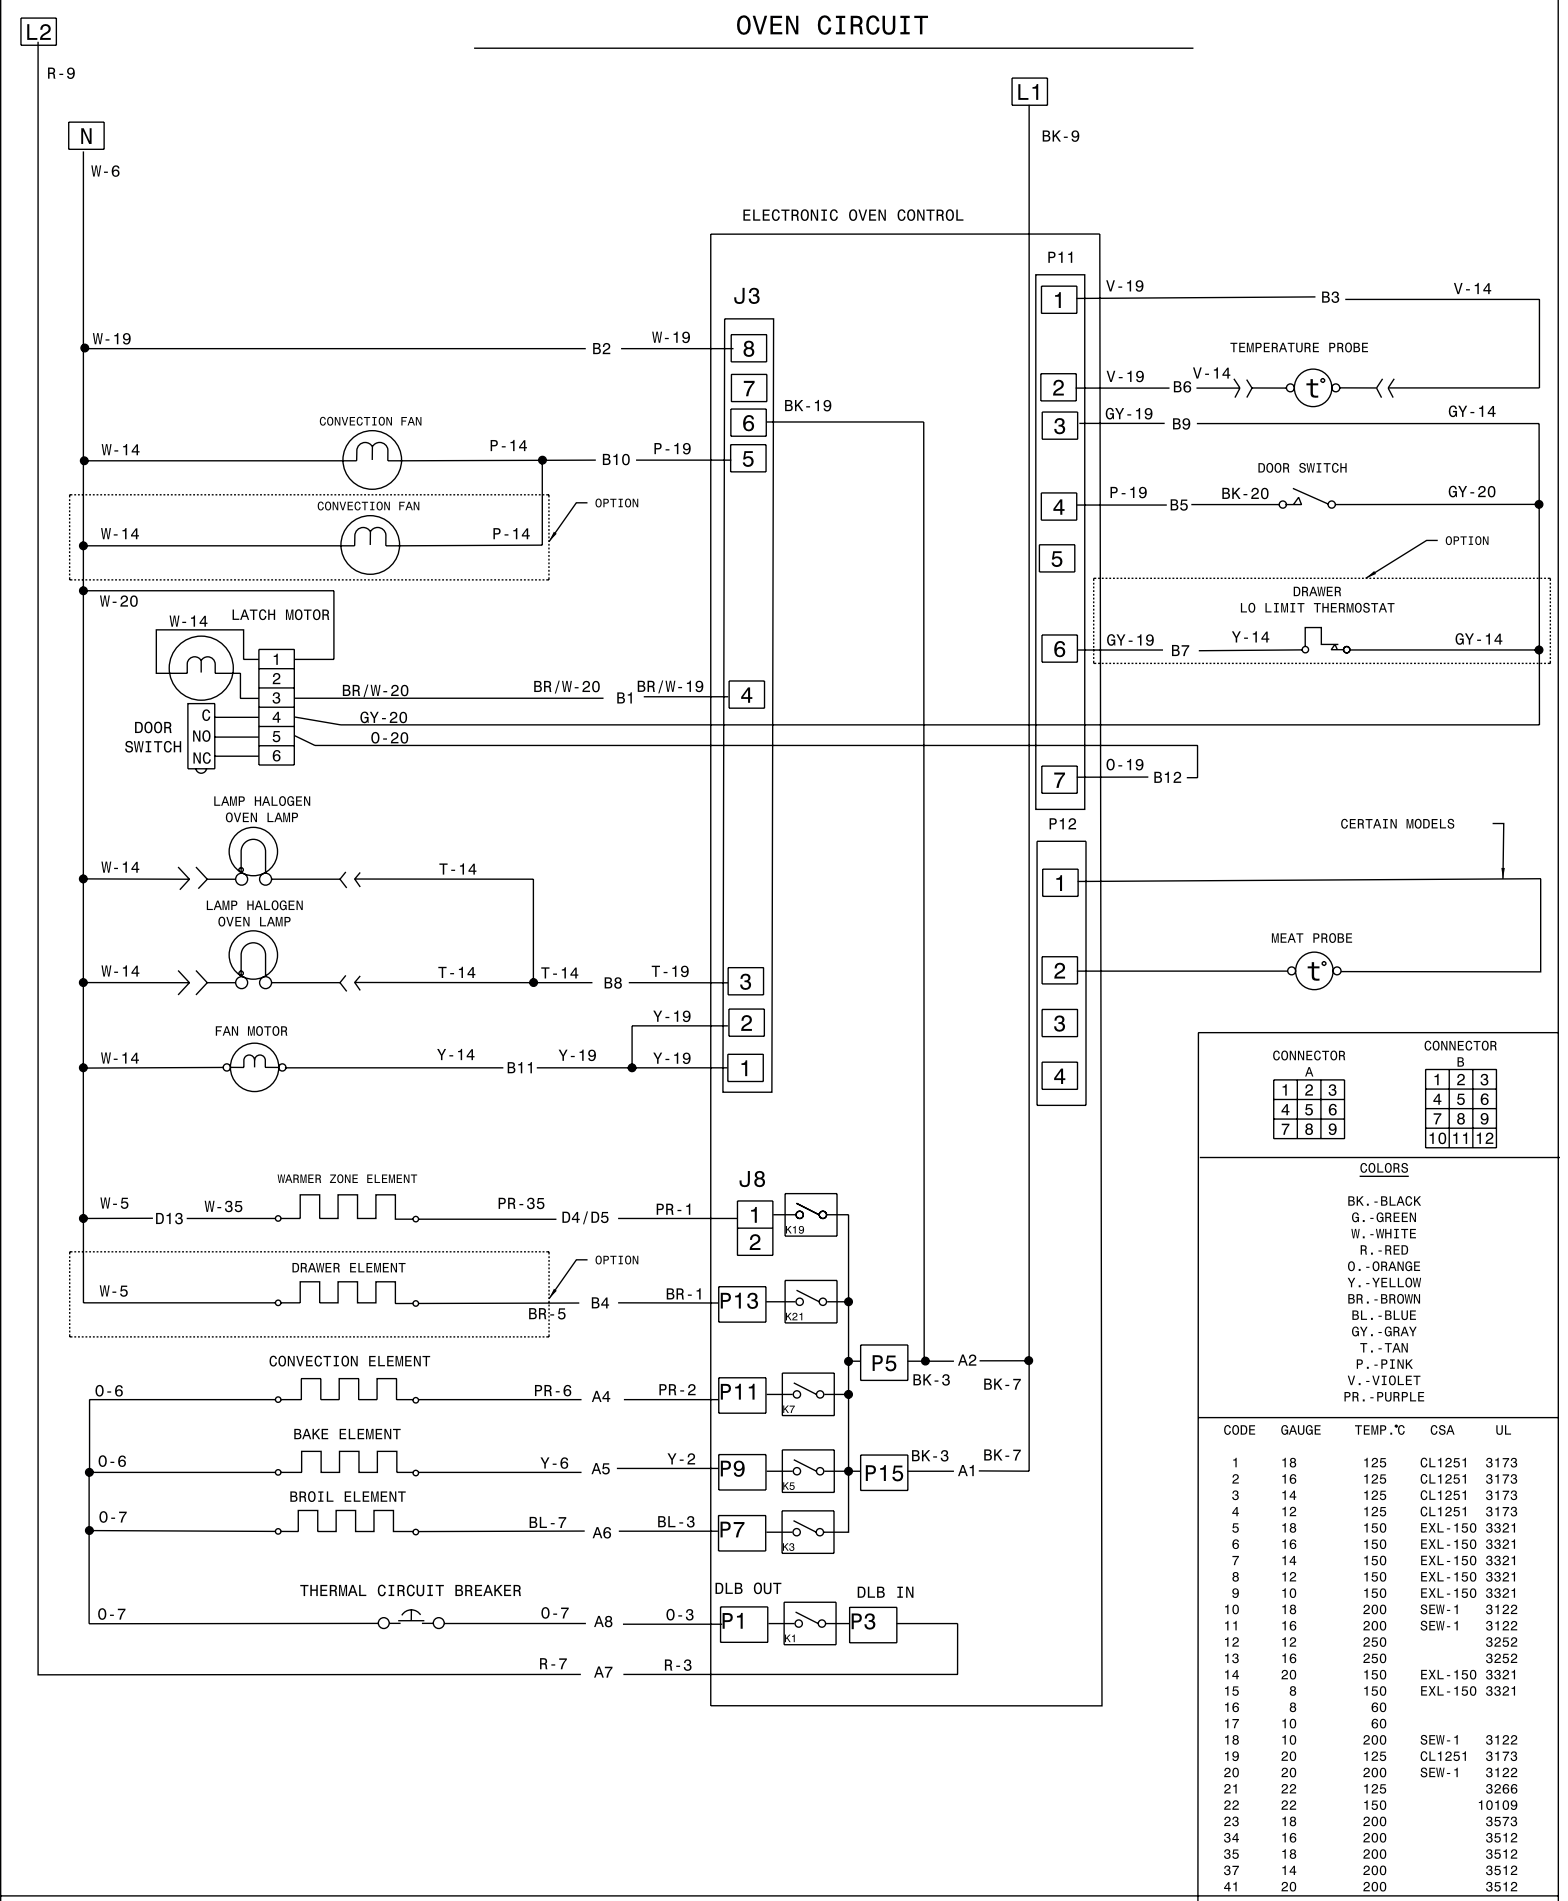 OVEN CIRCUIT
L2
R-9
L1
BK-9
N
W-6
ELECTRONIC OVEN CONTROL
P11
J3
1
V-19
B3
V-14
W-19
B2
W-19
8
TEMPERATURE PROBE
7
2
V-19
B6
V-14
t°
6
BK-19
3
GY-19
B9
GY-14
CONVECTION FAN
W-14
P-14
B10
P-19
5
DOOR SWITCH
4
P-19
B5
BK-20
GY-20
CONVECTION FAN
OPTION
W-14
P-14
5
OPTION
W-20
LATCH MOTOR
W-14
DRAWER
LO LIMIT THERMOSTAT
6
GY-19
B7
Y-14
GY-14
1
2
3
4
5
6
BR/W-20
BR/W-20
B1
BR/W-19
4
C
NO
NC
DOOR
SWITCH
GY-20
O-20
7
O-19
B12
LAMP HALOGEN
OVEN LAMP
P12
CERTAIN MODELS
W-14
T-14
1
LAMP HALOGEN
OVEN LAMP
MEAT PROBE
W-14
T-14
T-14
B8
T-19
3
2
t°
Y-19
2
3
FAN MOTOR
W-14
Y-14
B11
Y-19
Y-19
1
4
CONNECTOR
A
1 2 3
4 5 6
7 8 9
CONNECTOR
B
1 2 3
4 5 6
7 8 9
10 11 12
WARMER ZONE ELEMENT
J8
W-5
D13
W-35
PR-35
D4/D5
PR-1
1
2
K19
OPTION
DRAWER ELEMENT
W-5
BR-5
B4
BR-1
P13
K21
CONVECTION ELEMENT
P5
BK-3
A2
BK-7
O-6
PR-6
A4
PR-2
P11
K7
BAKE ELEMENT
O-6
Y-6
A5
Y-2
P9
K5
P15
BK-3
A1
BK-7
BROIL ELEMENT
O-7
BL-7
A6
BL-3
P7
K3
THERMAL CIRCUIT BREAKER
DLB OUT
DLB IN
O-7
O-7
A8
O-3
P1
K1
P3
R-7
A7
R-3
COLORS
BK.-BLACK
G.-GREEN
W.-WHITE
R.-RED
O.-ORANGE
Y.-YELLOW
BR.-BROWN
BL.-BLUE
GY.-GRAY
T.-TAN
P.-PINK
V.-VIOLET
PR.-PURPLE
CODE GAUGE TEMP.°C CSA UL
1 18 125 CL1251 3173
2 16 125 CL1251 3173
3 14 125 CL1251 3173
4 12 125 CL1251 3173
5 18 150 EXL-150 3321
6 16 150 EXL-150 3321
7 14 150 EXL-150 3321
8 12 150 EXL-150 3321
9 10 150 EXL-150 3321
10 18 200 SEW-1 3122
11 16 200 SEW-1 3122
12 12 250 3252
13 16 250 3252
14 20 150 EXL-150 3321
15 8 150 EXL-150 3321
16 8 60
17 10 60
18 10 200 SEW-1 3122
19 20 125 CL1251 3173
20 20 200 SEW-1 3122
21 22 125 3266
22 22 150 10109
23 18 200 3573
34 16 200 3512
35 18 200 3512
37 14 200 3512
41 20 200 3512